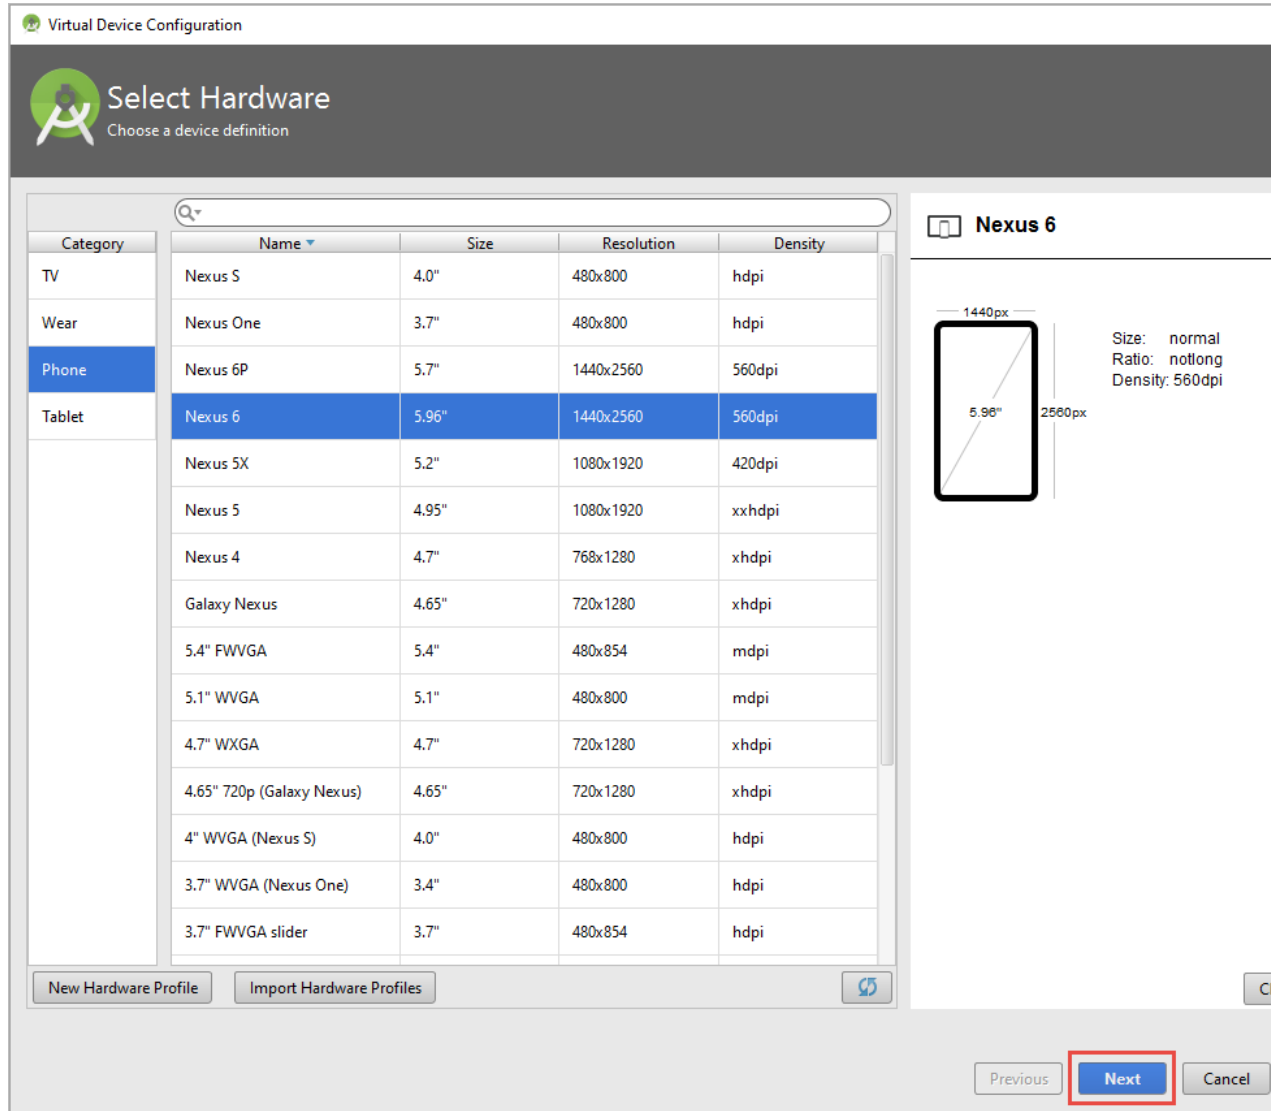 Virtual Device Configuration
Select Hardware
Choose a device definition
Category
TV
Wear
Phone
Tablet
Name Size Resolution Density
Nexus S 4.0" 480x800 hdpi
Nexus One 3.7" 480x800 hdpi
Nexus 6P 5.7" 1440x2560 560dpi
Nexus 6 5.96" 1440x2560 560dpi
Nexus 5X 5.2" 1080x1920 420dpi
Nexus 5 4.95" 1080x1920 xxhdpi
Nexus 4 4.7" 768x1280 xhdpi
Galaxy Nexus 4.65" 720x1280 xhdpi
5.4" FWVGA 5.4" 480x854 mdpi
5.1" WVGA 5.1" 480x800 mdpi
4.7" WXGA 4.7" 720x1280 xhdpi
4.65" 720p (Galaxy Nexus) 4.65" 720x1280 xhdpi
4" WVGA (Nexus S) 4.0" 480x800 hdpi
3.7" WVGA (Nexus One) 3.4" 480x800 hdpi
3.7" FWVGA slider 3.7" 480x854 hdpi
New Hardware Profile Import Hardware Profiles
Nexus 6
1440px
5.96"
2560px
Size: normal
Ratio: notlong
Density: 560dpi
Previous Next Cancel